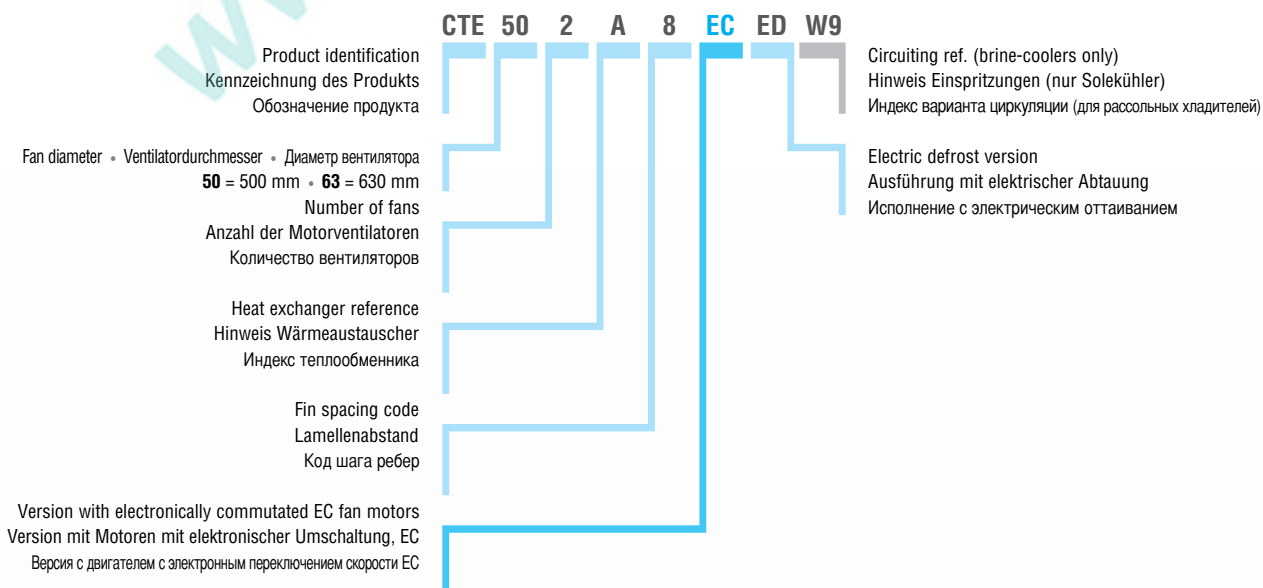 CTE 50 2 A 8 EC ED W9
Product identification
Kennzeichnung des Produkts
Обозначение продукта
Fan diameter • Ventilatordurchmesser • Диаметр вентилятора
50 = 500 mm • 63 = 630 mm
Number of fans
Anzahl der Motorventilatoren
Количество вентиляторов
Heat exchanger reference
Hinweis Wärmeaustauscher
Индекс теплообменника
Fin spacing code
Lamellenabstand
Код шага ребер
Version with electronically commutated EC fan motors
Version mit Motoren mit elektronischer Umschaltung, EC
Версия с двигателем с электронным переключением скорости EC
Circuiting ref. (brine-coolers only)
Hinweis Einspritzungen (nur Solekühler)
Индекс варианта циркуляции (для рассольных хладителей)
Electric defrost version
Ausführung mit elektrischer Abtauung
Исполнение с электрическим оттаиванием